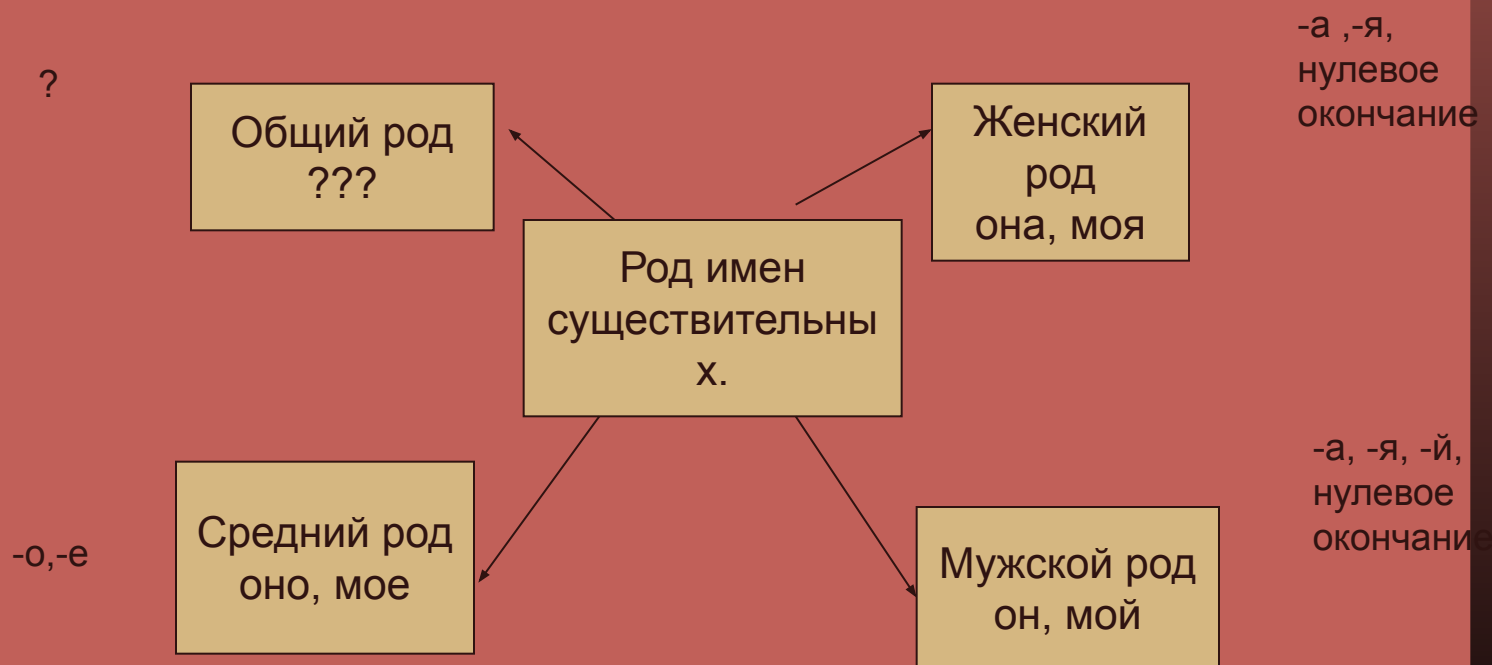 ?
Общий род
???
Женский
род
она, моя
-а ,-я,
нулевое
окончание
Род имен
существительны
х.
-о,-е
Средний род
оно, мое
Мужской род
он, мой
-а, -я, -й,
нулевое
окончание